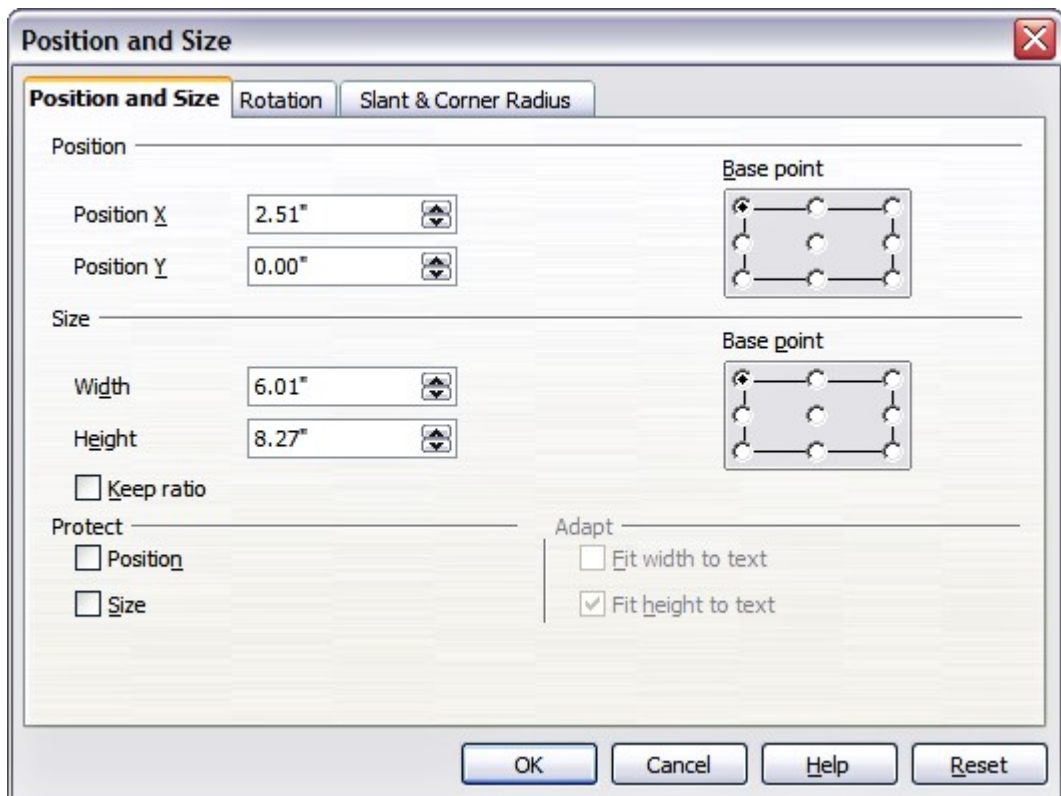 Position and Size
Position and Size Rotation Slant & Corner Radius
Position
Base point
Position X 2.51"
Position Y 0.00"
Size
Base point
Width 6.01"
Height 8.27"
Keep ratio
Protect Adapt
Position Fit width to text
Size Fit height to text
OK Cancel Help Reset